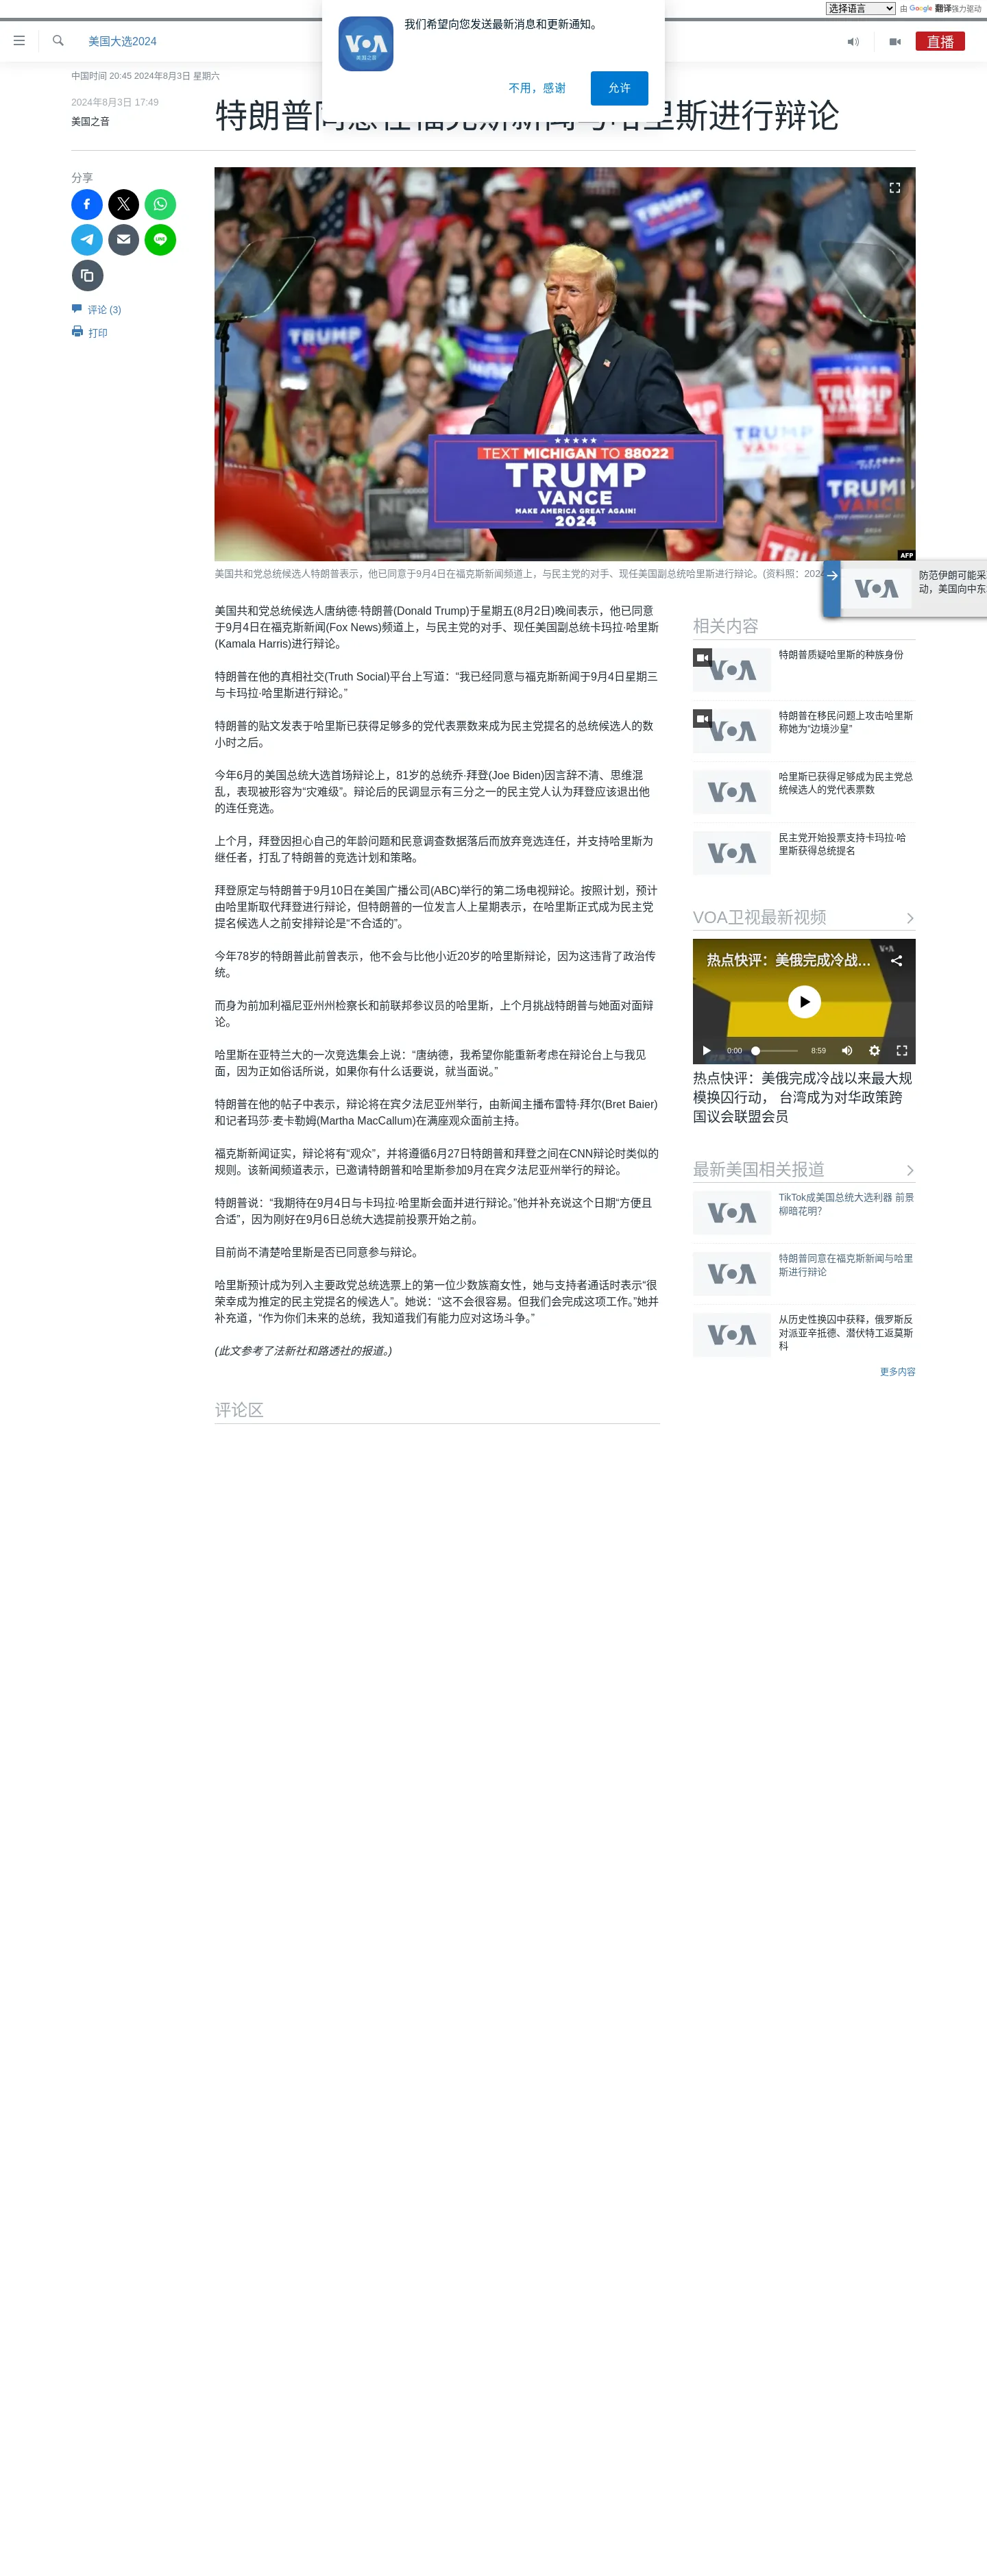 选择语言
由 Google 翻译强力驱动
美国大选2024
直播
VOA
美国之音
我们希望向您发送最新消息和更新通知。
不用，感谢
允许
中国时间 20:45 2024年8月3日 星期六
2024年8月3日 17:49
美国之音
特朗普同意在福克斯新闻与哈里斯进行辩论
分享
评论 (3)
打印
TRUMP
TRUMP
TRUMP
VANCE
TRUMP
VANCE
TRUMP
VANCE
TEXT MICHIGAN TO 88022
TRUMP
VANCE
MAKE AMERICA GREAT AGAIN!
2024
AFP
美国共和党总统候选人特朗普表示，他已同意于9月4日在福克斯新闻频道上，与民主党的对手、现任美国副总统哈里斯进行辩论。(资料照：2024
VOA
防范伊朗可能采
动，美国向中东
美国共和党总统候选人唐纳德·特朗普(Donald Trump)于星期五(8月2日)晚间表示，他已同意
于9月4日在福克斯新闻(Fox News)频道上，与民主党的对手、现任美国副总统卡玛拉·哈里斯
(Kamala Harris)进行辩论。
特朗普在他的真相社交(Truth Social)平台上写道：“我已经同意与福克斯新闻于9月4日星期三
与卡玛拉·哈里斯进行辩论。”
特朗普的贴文发表于哈里斯已获得足够多的党代表票数来成为民主党提名的总统候选人的数
小时之后。
今年6月的美国总统大选首场辩论上，81岁的总统乔·拜登(Joe Biden)因言辞不清、思维混
乱，表现被形容为“灾难级”。辩论后的民调显示有三分之一的民主党人认为拜登应该退出他
的连任竞选。
上个月，拜登因担心自己的年龄问题和民意调查数据落后而放弃竞选连任，并支持哈里斯为
继任者，打乱了特朗普的竞选计划和策略。
拜登原定与特朗普于9月10日在美国广播公司(ABC)举行的第二场电视辩论。按照计划，预计
由哈里斯取代拜登进行辩论，但特朗普的一位发言人上星期表示，在哈里斯正式成为民主党
提名候选人之前安排辩论是“不合适的”。
今年78岁的特朗普此前曾表示，他不会与比他小近20岁的哈里斯辩论，因为这违背了政治传
统。
而身为前加利福尼亚州州检察长和前联邦参议员的哈里斯，上个月挑战特朗普与她面对面辩
论。
哈里斯在亚特兰大的一次竞选集会上说：“唐纳德，我希望你能重新考虑在辩论台上与我见
面，因为正如俗话所说，如果你有什么话要说，就当面说。”
特朗普在他的帖子中表示，辩论将在宾夕法尼亚州举行，由新闻主播布雷特·拜尔(Bret Baier)
和记者玛莎·麦卡勒姆(Martha MacCallum)在满座观众面前主持。
福克斯新闻证实，辩论将有“观众”，并将遵循6月27日特朗普和拜登之间在CNN辩论时类似的
规则。该新闻频道表示，已邀请特朗普和哈里斯参加9月在宾夕法尼亚州举行的辩论。
特朗普说：“我期待在9月4日与卡玛拉·哈里斯会面并进行辩论。”他并补充说这个日期“方便且
合适”，因为刚好在9月6日总统大选提前投票开始之前。
目前尚不清楚哈里斯是否已同意参与辩论。
哈里斯预计成为列入主要政党总统选票上的第一位少数族裔女性，她与支持者通话时表示“很
荣幸成为推定的民主党提名的候选人”。她说：“这不会很容易。但我们会完成这项工作。”她并
补充道，“作为你们未来的总统，我知道我们有能力应对这场斗争。”
(此文参考了法新社和路透社的报道。)
评论区
相关内容
VOA
特朗普质疑哈里斯的种族身份
VOA
特朗普在移民问题上攻击哈里斯
称她为“边境沙皇”
VOA
哈里斯已获得足够成为民主党总
统候选人的党代表票数
VOA
民主党开始投票支持卡玛拉·哈
里斯获得总统提名
VOA卫视最新视频
热点快评：美俄完成冷战...
VOA
0:00
8:59
热点快评：美俄完成冷战以来最大规
模换囚行动， 台湾成为对华政策跨
国议会联盟会员
最新美国相关报道
VOA
TikTok成美国总统大选利器 前景
柳暗花明？
VOA
特朗普同意在福克斯新闻与哈里
斯进行辩论
VOA
从历史性换囚中获释，俄罗斯反
对派亚辛抵德、潜伏特工返莫斯
科
更多内容